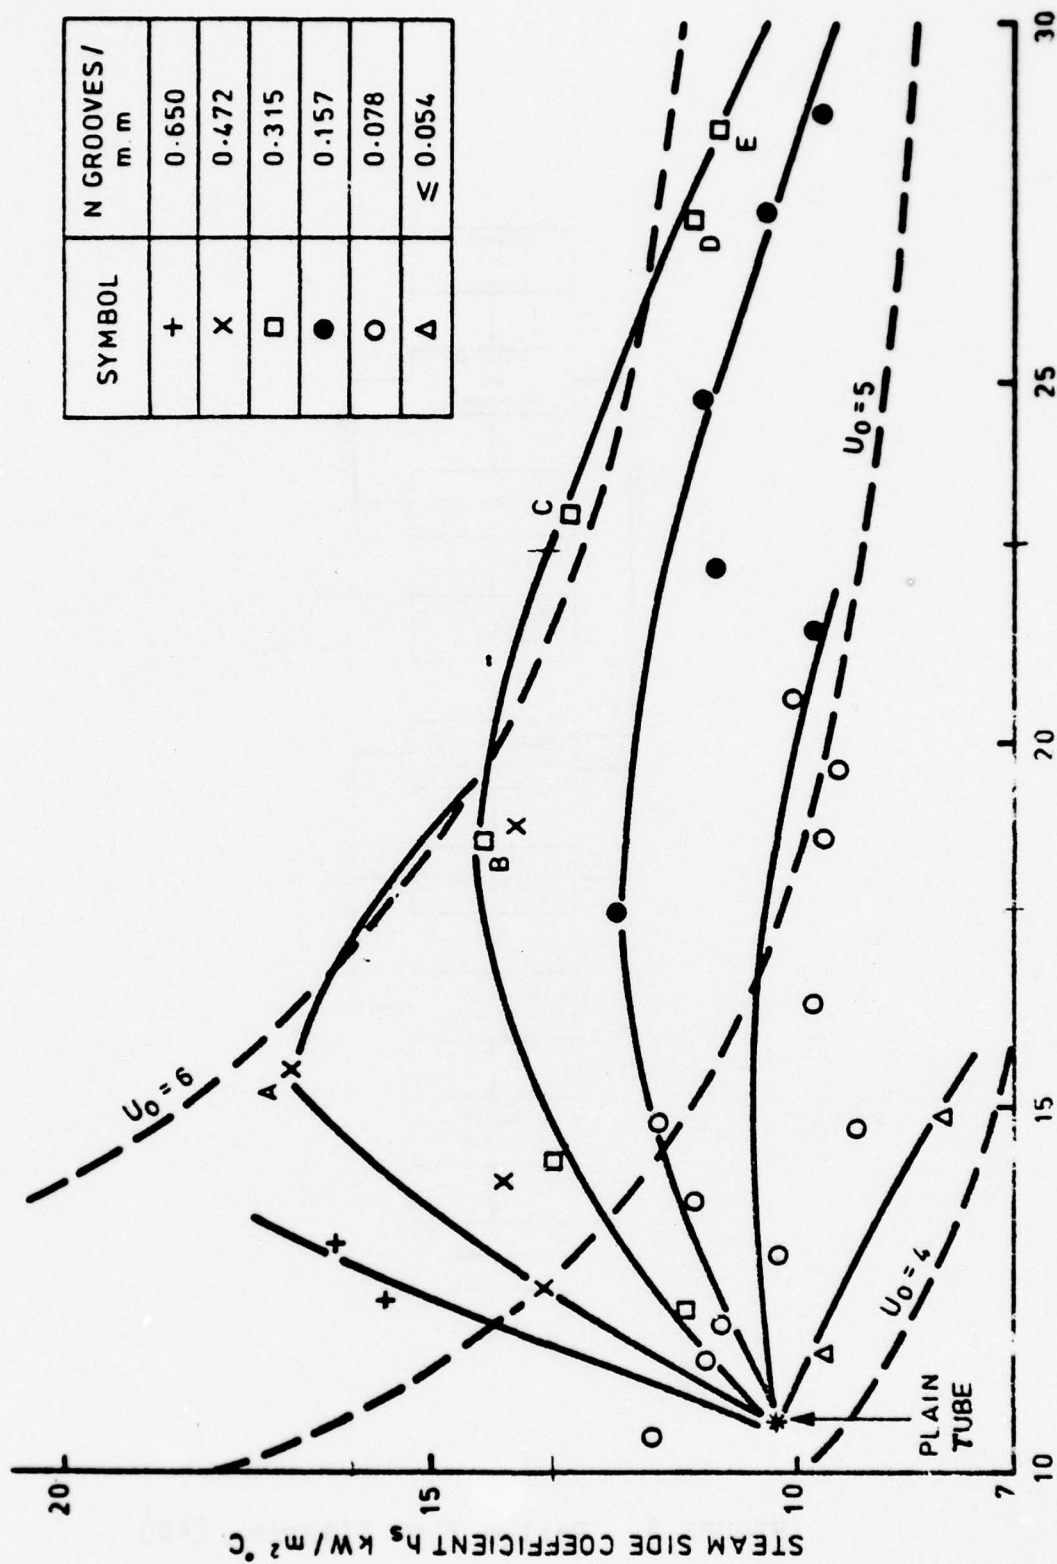 SYMBOL N GROOVES/
m m
+ 0·650
x 0·472
□ 0·315
● 0·157
○ 0·078
△ ≤ 0·054
STEAM SIDE COEFFICIENT hs kW/m² °C
20
15
10
7
10
15
20
25
30
U₀=6
U₀=5
U₀=4
A
B
C
D
E
PLAIN
TUBE